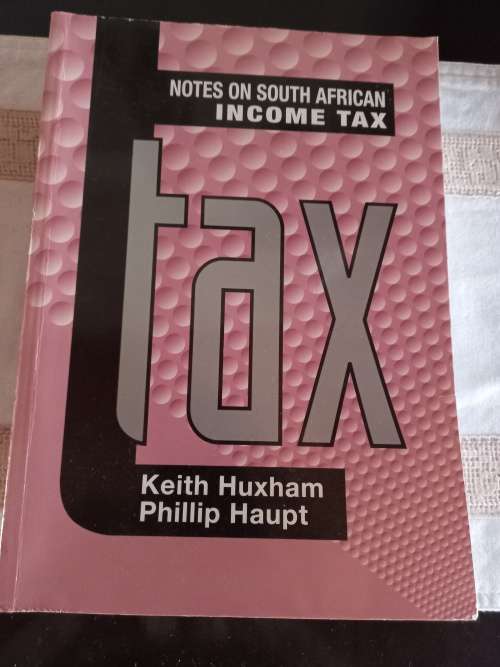 NOTES ON SOUTH AFRICAN
INCOME TAX
tax
Keith Huxham
Phillip Haupt